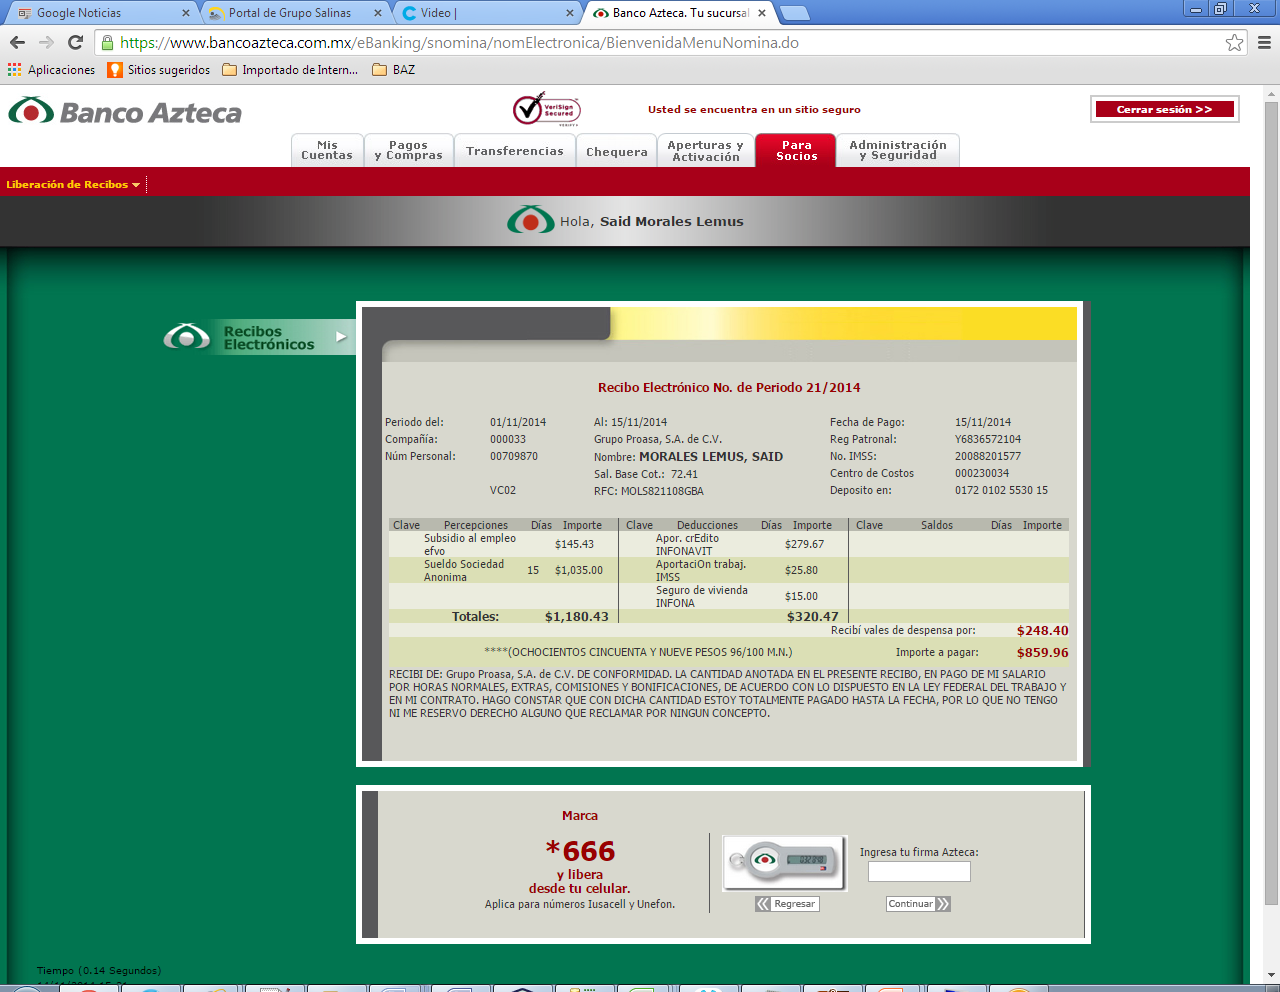 Google Noticias
Portal de Grupo Salinas
Video |
Banco Azteca. Tu sucursal
https://www.bancoazteca.com.mx/eBanking/snomina/nomElectronica/BienvenidaMenuNomina.do
Aplicaciones
Sitios sugeridos
Importado de Intern...
BAZ
Banco Azteca
VeriSign
Secured
Usted se encuentra en un sitio seguro
Cerrar sesión >>
Mis
Cuentas
Pagos
y Compras
Transferencias
Chequera
Aperturas y
Activación
Para
Socios
Administración
y Seguridad
Liberación de Recibos
Hola, Said Morales Lemus
Recibos
Electrónicos
Recibo Electrónico No. de Periodo 21/2014
Periodo del: 01/11/2014 Al: 15/11/2014 Fecha de Pago: 15/11/2014
Compañía: 000033 Grupo Proasa, S.A. de C.V. Reg Patronal: Y6836572104
Núm Personal: 00709870 Nombre: MORALES LEMUS, SAID No. IMSS: 20088201577
Sal. Base Cot.: 72.41 Centro de Costos 000230034
VC02 RFC: MOLS821108GBA Deposito en: 0172 0102 5530 15
Clave Percepciones Días Importe Clave Deducciones Días Importe Clave Saldos Días Importe
Subsidio al empleo
efvo $145.43
Apor. crEdito
INFONAVIT $279.67
Sueldo Sociedad
Anonima 15 $1,035.00
AportaciOn trabaj.
IMSS $25.80
Seguro de vivienda
INFONA $15.00
Totales: $1,180.43 $320.47
Recibí vales de despensa por: $248.40
****(OCHOCIENTOS CINCUENTA Y NUEVE PESOS 96/100 M.N.) Importe a pagar: $859.96
RECIBI DE: Grupo Proasa, S.A. de C.V. DE CONFORMIDAD. LA CANTIDAD ANOTADA EN EL PRESENTE RECIBO, EN PAGO DE MI SALARIO
POR HORAS NORMALES, EXTRAS, COMISIONES Y BONIFICACIONES, DE ACUERDO CON LO DISPUESTO EN LA LEY FEDERAL DEL TRABAJO Y
EN MI CONTRATO. HAGO CONSTAR QUE CON DICHA CANTIDAD ESTOY TOTALMENTE PAGADO HASTA LA FECHA, POR LO QUE NO TENGO
NI ME RESERVO DERECHO ALGUNO QUE RECLAMAR POR NINGUN CONCEPTO.
Marca
*666
y libera
desde tu celular.
Aplica para números Iusacell y Unefon.
Ingresa tu firma Azteca:
Regresar
Continuar
Tiempo (0.14 Segundos)